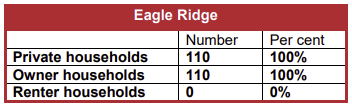 Eagle Ridge
Number Per cent
Private households 110 100%
Owner households 110 100%
Renter households 0 0%